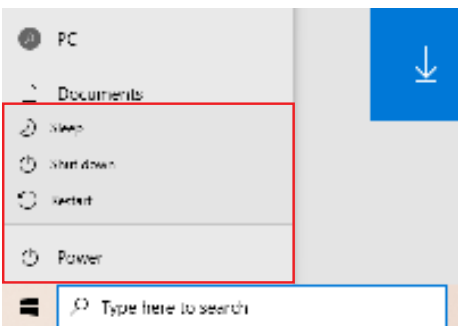 PC
Documents
Sleep
Shut down
Restart
Power
Type here to search